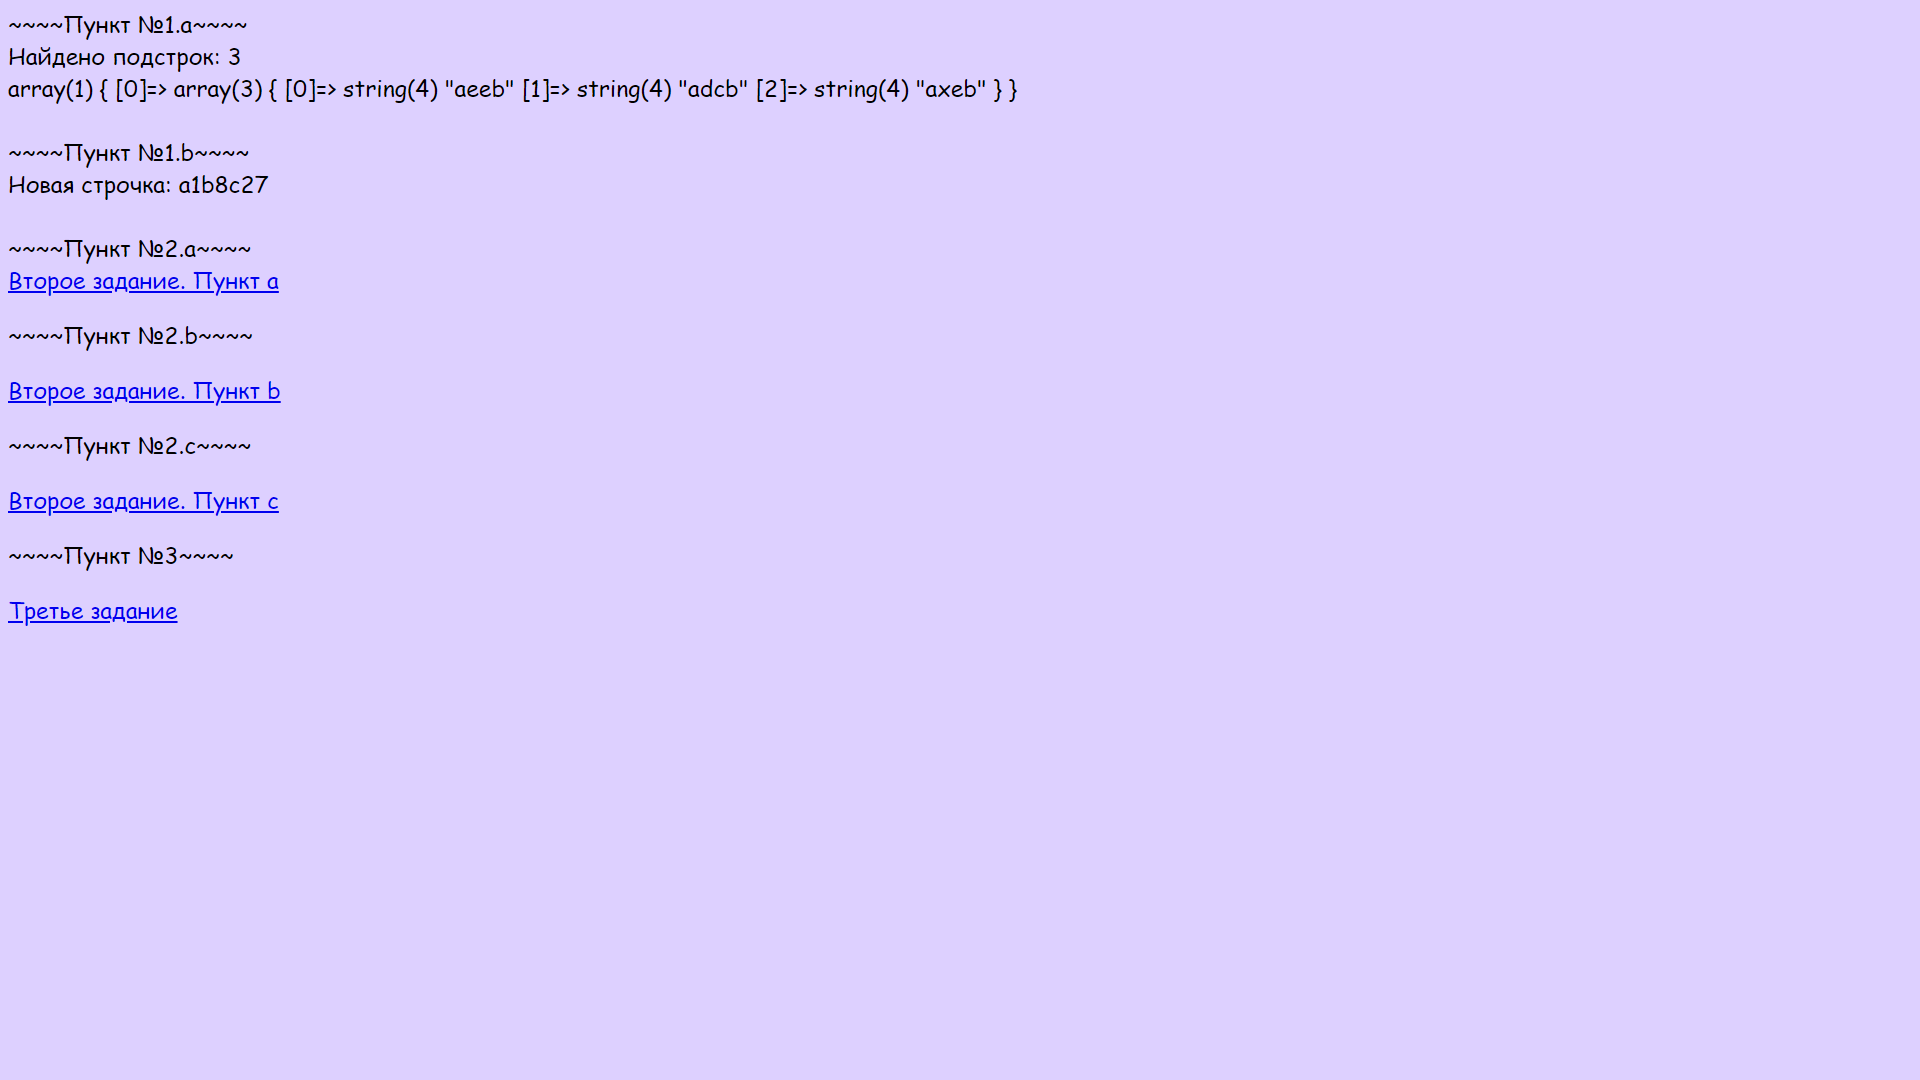 ~~~~Пункт №1.a~~~~
Найдено подстрок: 3
array(1) { [0]=> array(3) { [0]=> string(4) "aeeb" [1]=> string(4) "adcb" [2]=> string(4) "axeb" } }
~~~~Пункт №1.b~~~~
Новая строчка: a1b8c27
~~~~Пункт №2.a~~~~
Второе задание. Пункт a
~~~~Пункт №2.b~~~~
Второе задание. Пункт b
~~~~Пункт №2.c~~~~
Второе задание. Пункт c
~~~~Пункт №3~~~~
Третье задание